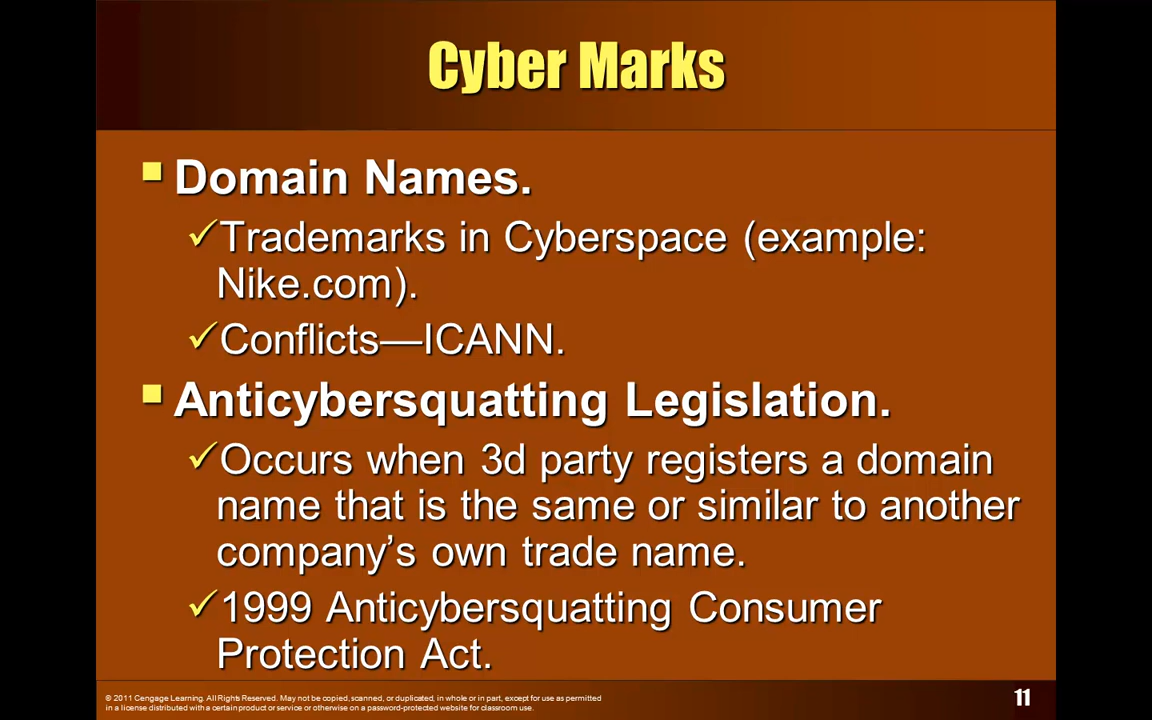 Cyber Marks
Domain Names.
Trademarks in Cyberspace (example:
Nike.com).
Conflicts—ICANN.
Anticybersquatting Legislation.
Occurs when 3d party registers a domain
name that is the same or similar to another
company’s own trade name.
1999 Anticybersquatting Consumer
Protection Act.
© 2011 Cengage Learning. All Rights Reserved. May not be copied, scanned, or duplicated, in whole or in part, except for use as permitted
in a license distributed with a certain product or service or otherwise on a password-protected website for classroom use.
11